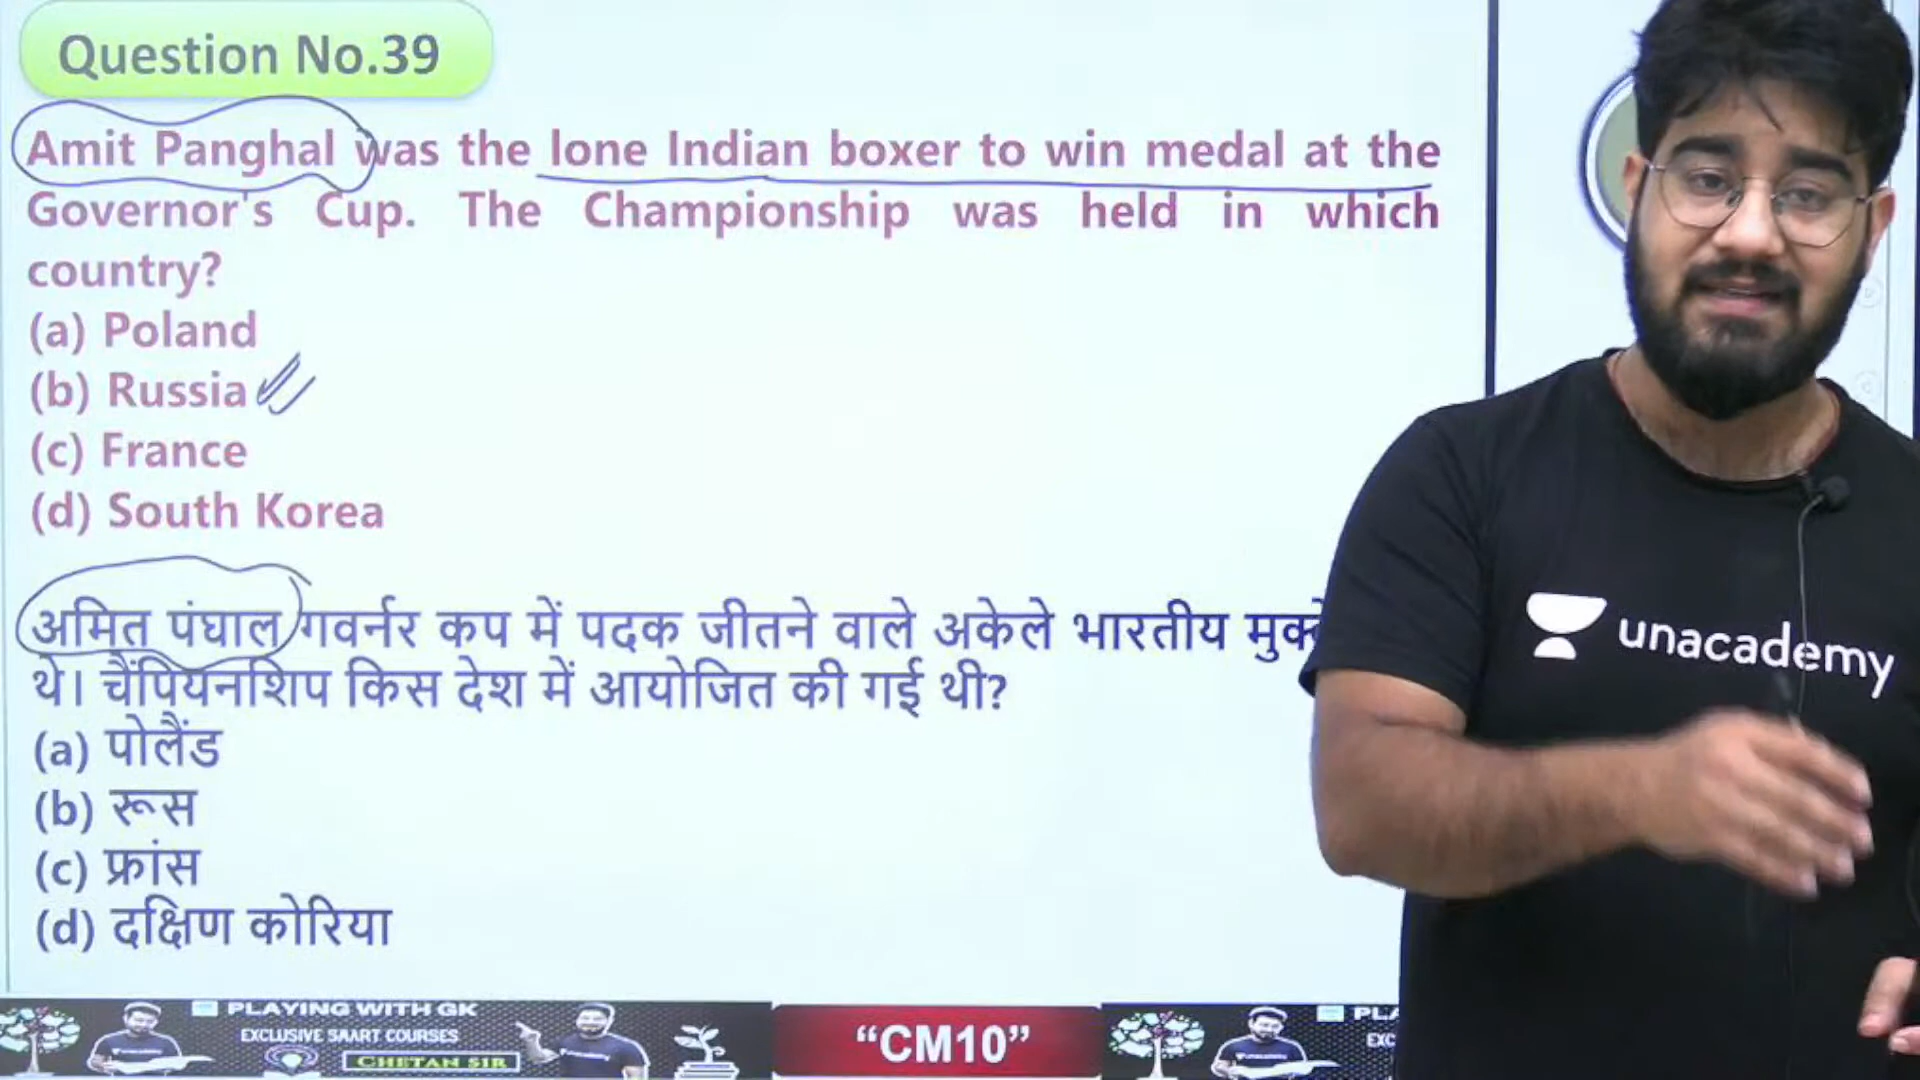 Question No.39
Amit Panghal was the lone Indian boxer to win medal at the
Governor's Cup. The Championship was held in which
country?
(a) Poland
(b) Russia
(c) France
(d) South Korea
अमित पंघाल गवर्नर कप में पदक जीतने वाले अकेले भारतीय
थे। चैंपियनशिप किस देश में आयोजित की गई थी?
(a) पोलैंड
(b) रूस
(c) फ्रांस
(d) दक्षिण कोरिया
unacademy
PLAYING WITH GK
EXCLUSIVE SAART COURSES
CHETAN SIR
“CM10”